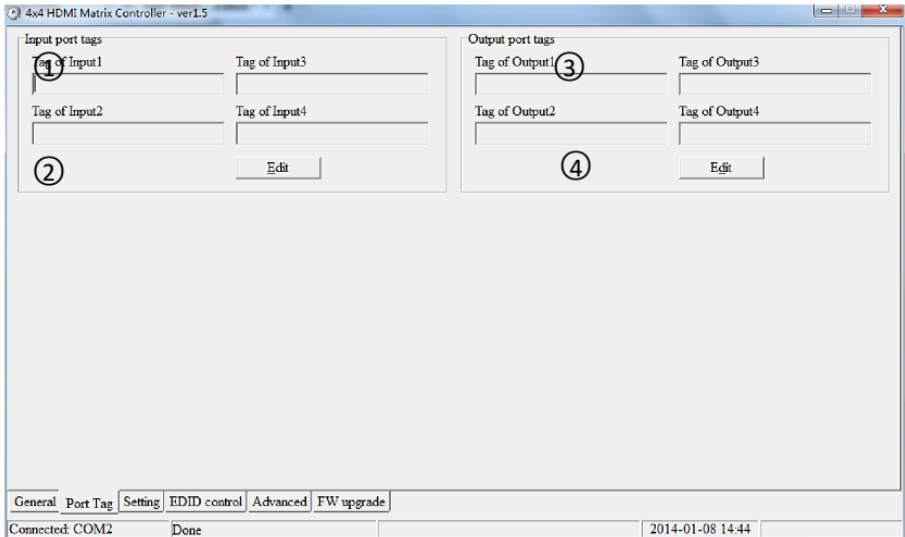 4x4 HDMI Matrix Controller - ver1.5
Input port tags
Output port tags
① Tag of Input1
Tag of Input3
Tag of Output1 ③
Tag of Output3
Tag of Input2
Tag of Input4
Tag of Output2
Tag of Output4
②
Edit
④
Edit
General Port Tag Setting EDID control Advanced FW upgrade
Connected: COM2 Done 2014-01-08 14:44